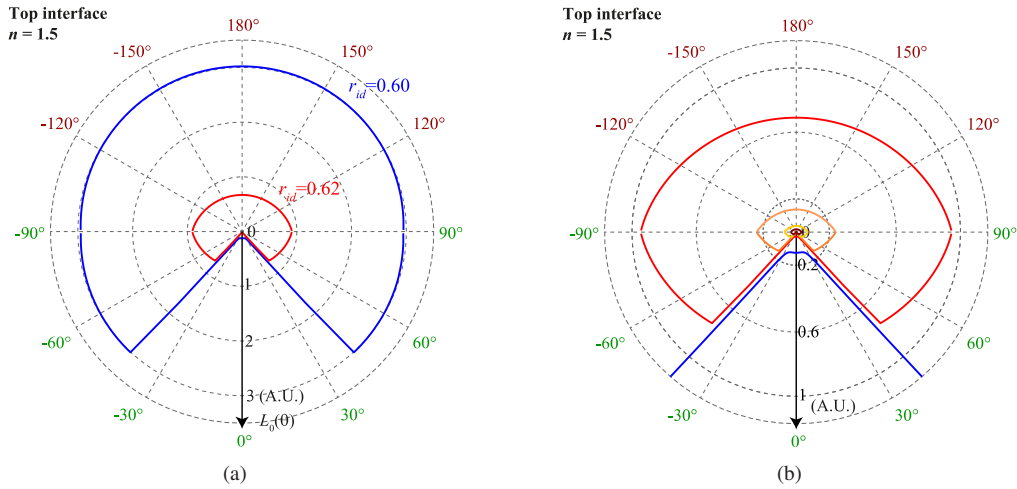 Top interface
n = 1.5
180°
-150°
150°
r_id=0.60
-120°
120°
r_id=0.62
-90°
0
90°
1
-60°
2
60°
3 (A.U.)
-30°
L_0(θ)
30°
0°
(a)
Top interface
n = 1.5
180°
-150°
150°
-120°
120°
-90°
0
90°
0.2
-60°
0.6
60°
1
(A.U.)
-30°
30°
0°
(b)